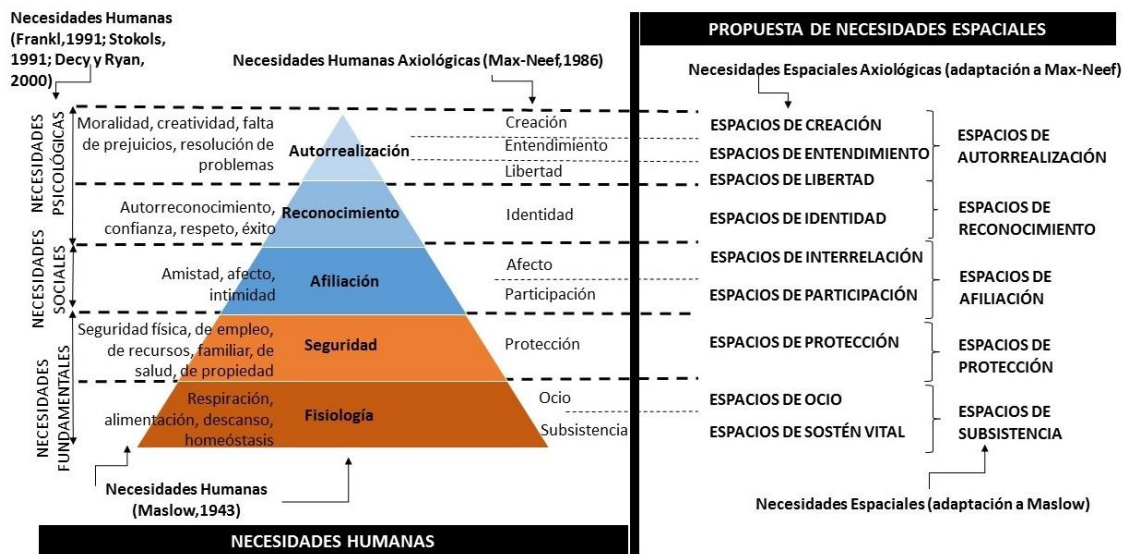 Necesidades Humanas
(Frankl,1991; Stokols,
1991; Decy y Ryan,
2000)
Necesidades Humanas Axiológicas (Max-Neef,1986)
NECESIDADES
PSICOLÓGICAS
NECESIDADES
SOCIALES
NECESIDADES
FUNDAMENTALES
Moralidad, creatividad, falta
de prejuicios, resolución de
problemas
Autorrealización
Creación
Entendimiento
Libertad
Autorreconocimiento,
confianza, respeto, éxito
Reconocimiento
Identidad
Amistad, afecto,
intimidad
Afiliación
Afecto
Participación
Seguridad física, de empleo,
de recursos, familiar, de
salud, de propiedad
Seguridad
Protección
Respiración,
alimentación, descanso,
homeóstasis
Fisiología
Ocio
Subsistencia
Necesidades Humanas
(Maslow,1943)
NECESIDADES HUMANAS
PROPUESTA DE NECESIDADES ESPACIALES
Necesidades Espaciales Axiológicas (adaptación a Max-Neef)
ESPACIOS DE CREACIÓN
ESPACIOS DE ENTENDIMIENTO
ESPACIOS DE LIBERTAD
ESPACIOS DE
AUTORREALIZACIÓN
ESPACIOS DE IDENTIDAD
ESPACIOS DE
RECONOCIMIENTO
ESPACIOS DE INTERRELACIÓN
ESPACIOS DE PARTICIPACIÓN
ESPACIOS DE
AFILIACIÓN
ESPACIOS DE PROTECCIÓN
ESPACIOS DE
PROTECCIÓN
ESPACIOS DE OCIO
ESPACIOS DE SOSTÉN VITAL
ESPACIOS DE
SUBSISTENCIA
Necesidades Espaciales (adaptación a Maslow)